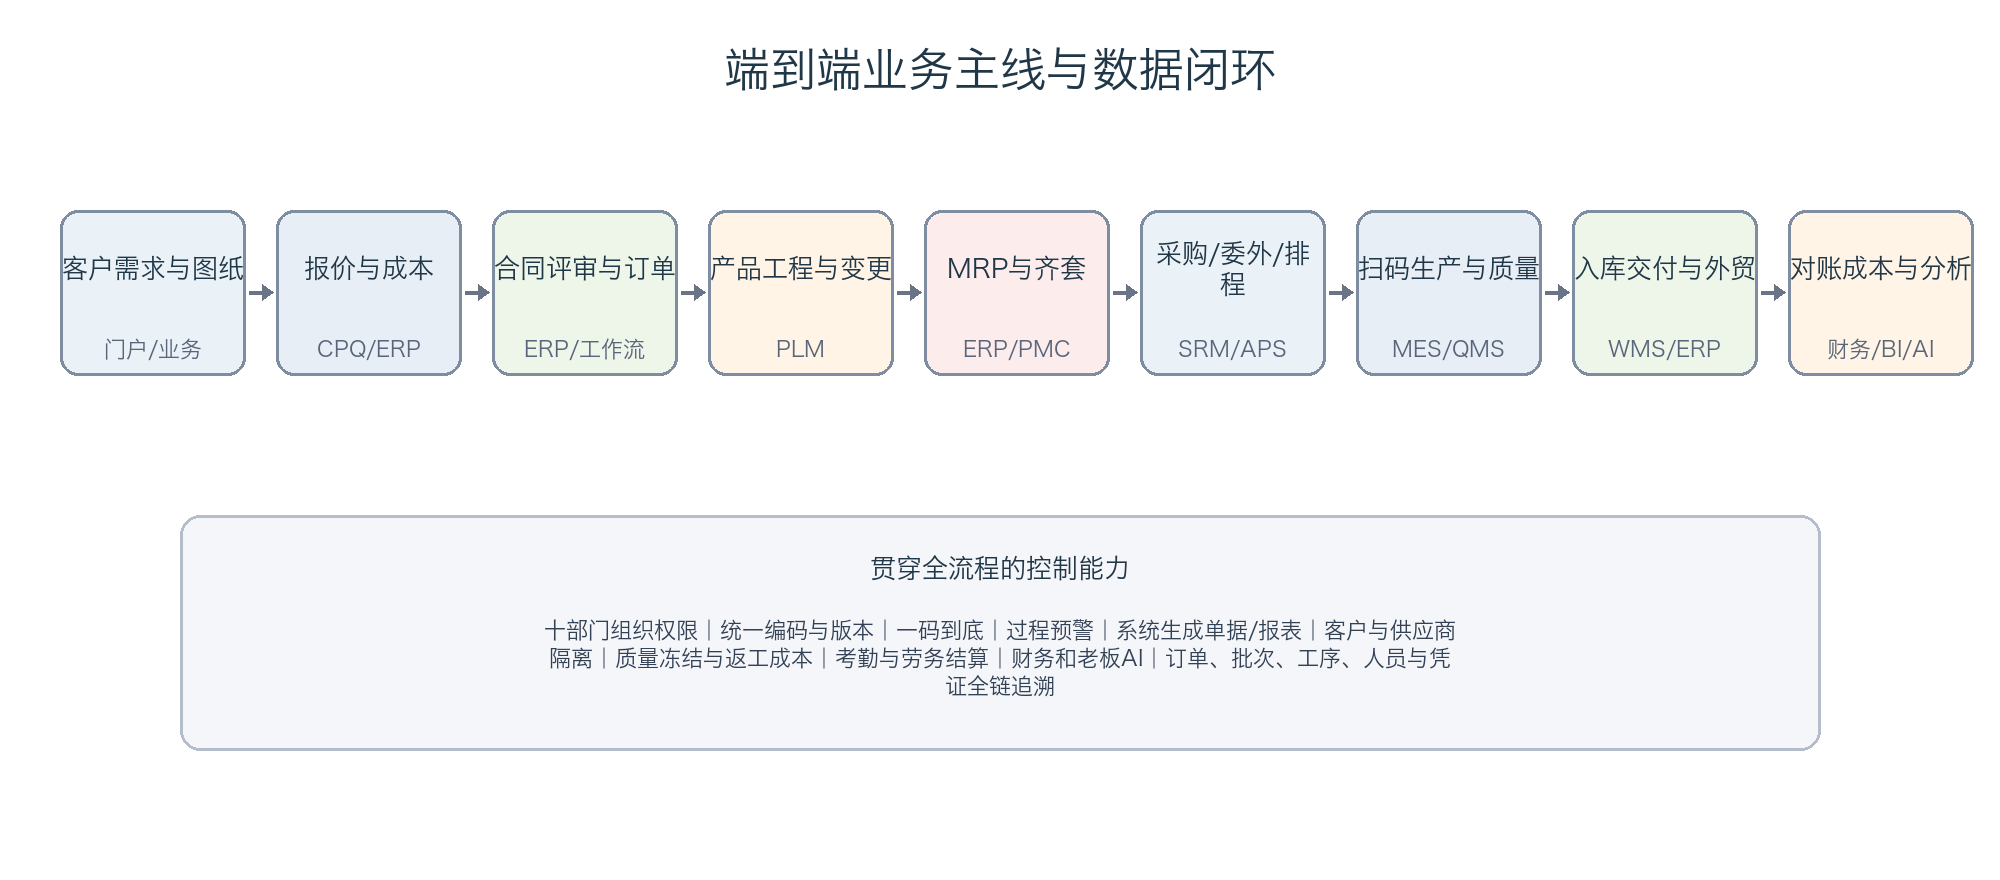 端到端业务主线与数据闭环
客户需求与图纸
门户/业务
报价与成本
CPQ/ERP
合同评审与订单
ERP/工作流
产品工程与变更
PLM
MRP与齐套
ERP/PMC
采购/委外/排
程
SRM/APS
扫码生产与质量
MES/QMS
入库交付与外贸
WMS/ERP
对账成本与分析
财务/BI/AI
贯穿全流程的控制能力
十部门组织权限｜统一编码与版本｜一码到底｜过程预警｜系统生成单据/报表｜客户与供应商
隔离｜质量冻结与返工成本｜考勤与劳务结算｜财务和老板AI｜订单、批次、工序、人员与凭
证全链追溯